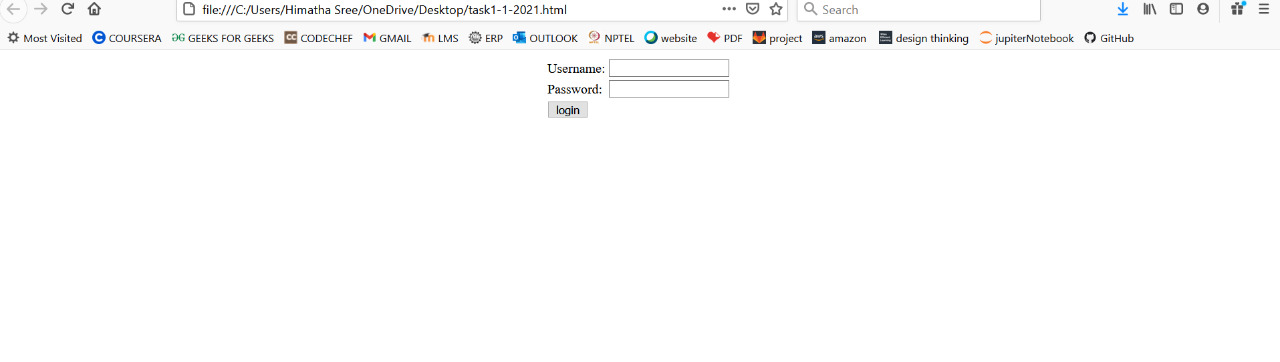 file:///C:/Users/Himatha Sree/OneDrive/Desktop/task1-1-2021.html Search
Most Visited COURSERA GEEKS FOR GEEKS CODECHEF GMAIL LMS ERP OUTLOOK NPTEL website PDF project amazon design thinking jupiterNotebook GitHub
Username:
Password:
login